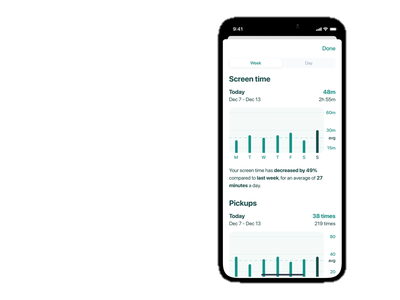 9:41
Done
Week Day
Screen time
Today 48m
Dec 7 - Dec 13 2h 55m
60m
30m
avg
15m
M T W T F S S
Your screen time has decreased by 49%
compared to last week, for an average of 27
minutes a day.
Pickups
Today 38 times
Dec 7 - Dec 13 219 times
80
40
avg
20